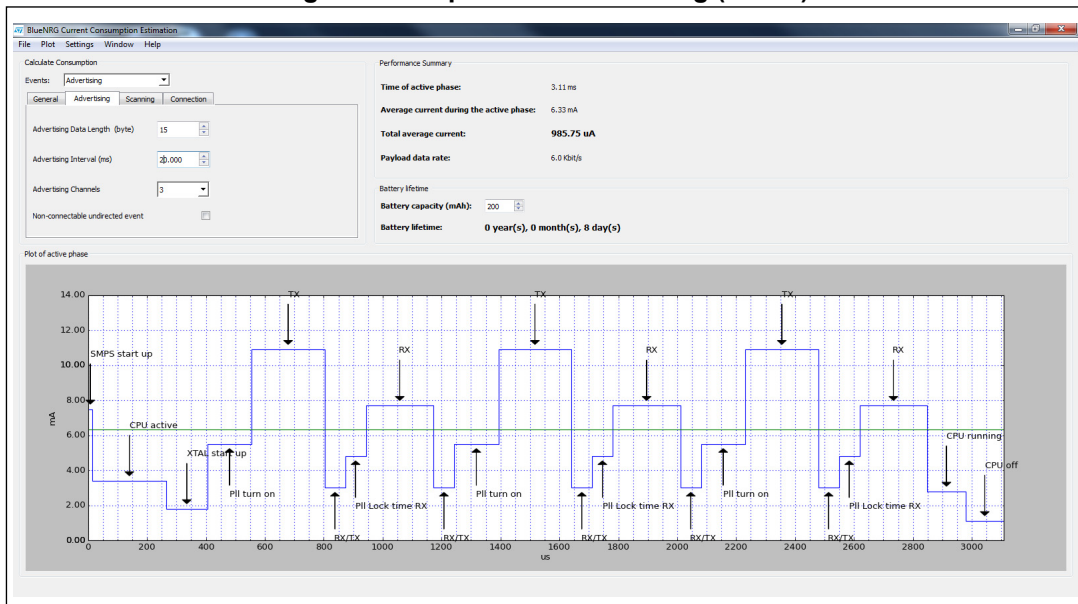 BlueNRG Current Consumption Estimation
File Plot Settings Window Help
Calculate Consumption
Events: Advertising
General Advertising Scanning Connection
Advertising Data Length (byte) 15
Advertising Interval (ms) 20.000
Advertising Channels 3
Non-connectable undirected event
Performance Summary
Time of active phase: 3.11 ms
Average current during the active phase: 6.33 mA
Total average current: 985.75 uA
Payload data rate: 6.0 Kbit/s
Battery lifetime
Battery capacity (mAh): 200
Battery lifetime: 0 year(s), 0 month(s), 8 day(s)
Plot of active phase
14.00
12.00
10.00
8.00
6.00
4.00
2.00
0.00
mA
TX TX TX
SMPS start up RX RX RX
CPU active CPU running
XTAL start up CPU off
Pll turn on Pll turn on Pll turn on
Pll Lock time RX Pll Lock time RX Pll Lock time RX
RX/TX RX/TX RX/TX RX/TX RX/TX
0 200 400 600 800 1000 1200 1400 1600 1800 2000 2200 2400 2600 2800 3000
us